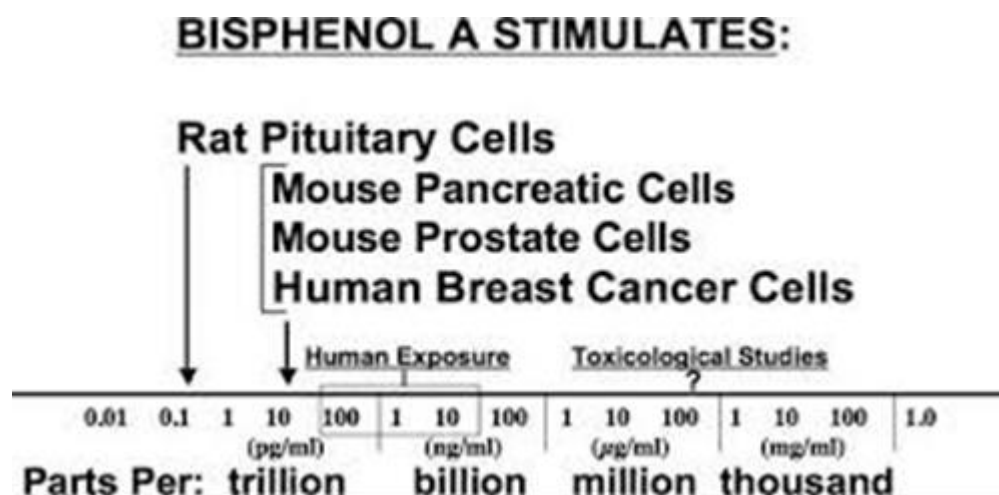 BISPHENOL A STIMULATES:
Rat Pituitary Cells
Mouse Pancreatic Cells
Mouse Prostate Cells
Human Breast Cancer Cells
Human Exposure Toxicological Studies
?
0.01 0.1 1 10 100 1 10 100 1 10 100 1 10 100 1.0
(pg/ml) (ng/ml) (µg/ml) (mg/ml)
Parts Per: trillion billion million thousand